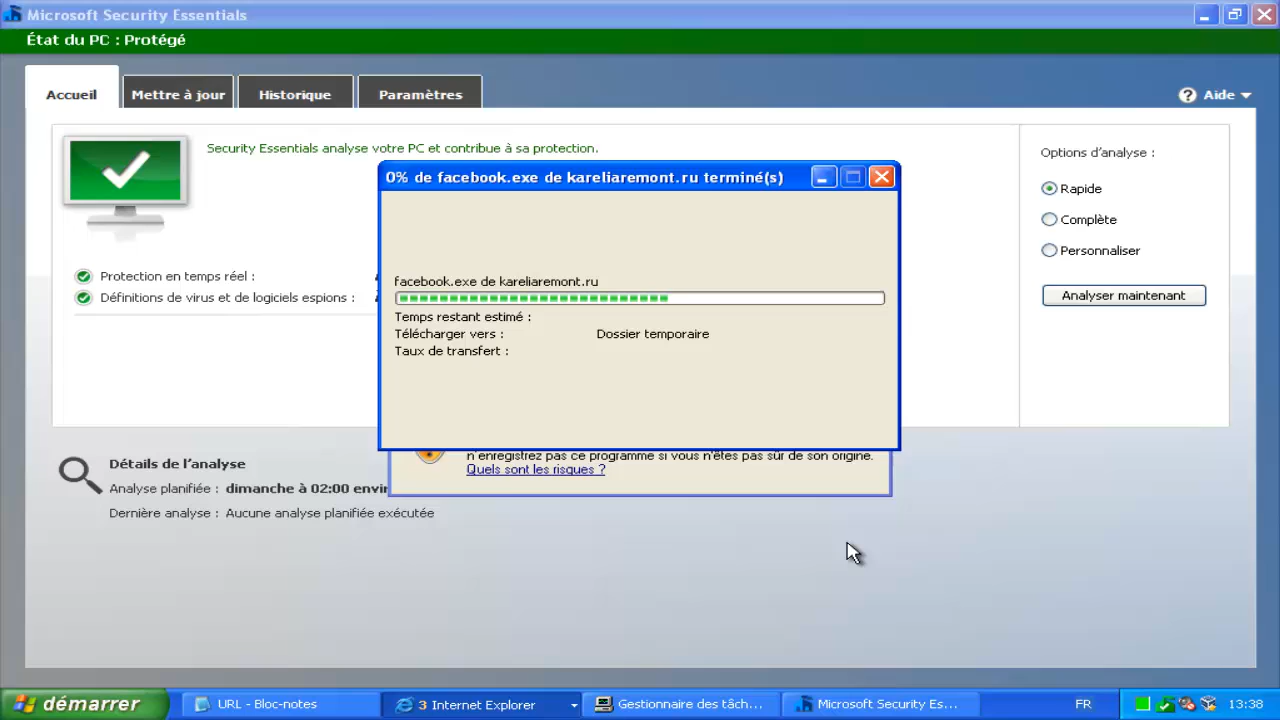 Microsoft Security Essentials
État du PC : Protégé
Accueil
Mettre à jour
Historique
Paramètres
Aide
Security Essentials analyse votre PC et contribue à sa protection.
Options d'analyse :
0% de facebook.exe de kareliaremont.ru terminé(s)
Rapide
Complète
Personnaliser
Protection en temps réel :
Définitions de virus et de logiciels espions :
Analyser maintenant
facebook.exe de kareliaremont.ru
Temps restant estimé :
Télécharger vers : Dossier temporaire
Taux de transfert :
n'enregistrez pas ce programme si vous n'êtes pas sûr de son origine.
Quels sont les risques ?
Détails de l'analyse
Analyse planifiée : dimanche à 02:00 envir
Dernière analyse : Aucune analyse planifiée exécutée
démarrer
URL - Bloc-notes
3 Internet Explorer
Gestionnaire des tâch...
Microsoft Security Es...
FR
13:38